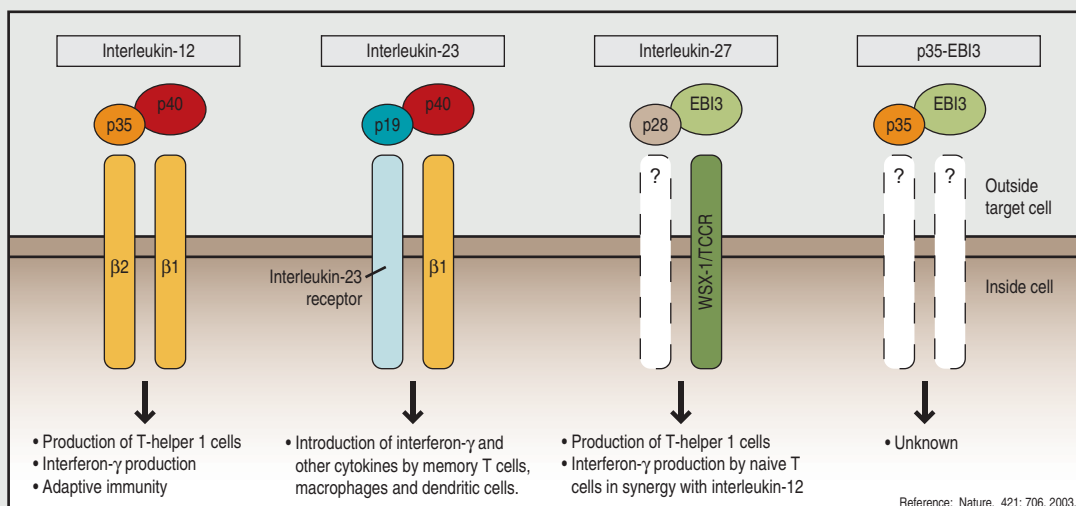 Interleukin-12
Interleukin-23
Interleukin-27
p35-EBI3
p35
p40
p19
p40
p28
EBI3
p35
EBI3
?
?
?
Outside
target cell
β2
β1
Interleukin-23
receptor
β1
WSX-1/TCCR
Inside cell
• Production of T-helper 1 cells
• Interferon-γ production
• Adaptive immunity
• Introduction of interferon-γ and
other cytokines by memory T cells,
macrophages and dendritic cells.
• Production of T-helper 1 cells
• Interferon-γ production by naive T
cells in synergy with interleukin-12
• Unknown
Reference: Nature, 421: 706, 2003.